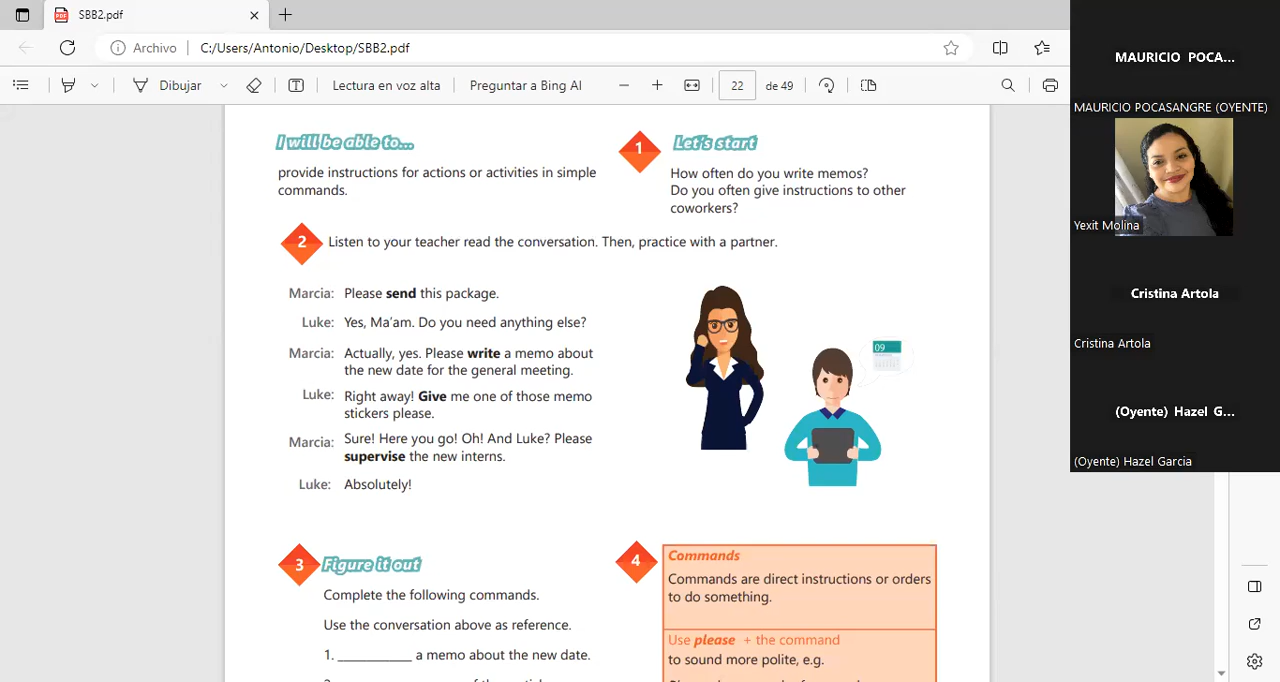 SBB2.pdf
Archivo
C:/Users/Antonio/Desktop/SBB2.pdf
Dibujar
Lectura en voz alta
Preguntar a Bing AI
22
de 49
I will be able to...
provide instructions for actions or activities in simple
commands.
1
Let's start
How often do you write memos?
Do you often give instructions to other
coworkers?
2
Listen to your teacher read the conversation. Then, practice with a partner.
Marcia: Please send this package.
Luke: Yes, Ma'am. Do you need anything else?
Marcia: Actually, yes. Please write a memo about
the new date for the general meeting.
Luke: Right away! Give me one of those memo
stickers please.
Marcia: Sure! Here you go! Oh! And Luke? Please
supervise the new interns.
Luke: Absolutely!
09
3
Figure it out
Complete the following commands.
Use the conversation above as reference.
1. ___________ a memo about the new date.
4
Commands
Commands are direct instructions or orders
to do something.
Use please + the command
to sound more polite, e.g.
MAURICIO POCA...
MAURICIO POCASANGRE (OYENTE)
Yexit Molina
Cristina Artola
Cristina Artola
(Oyente) Hazel G...
(Oyente) Hazel Garcia